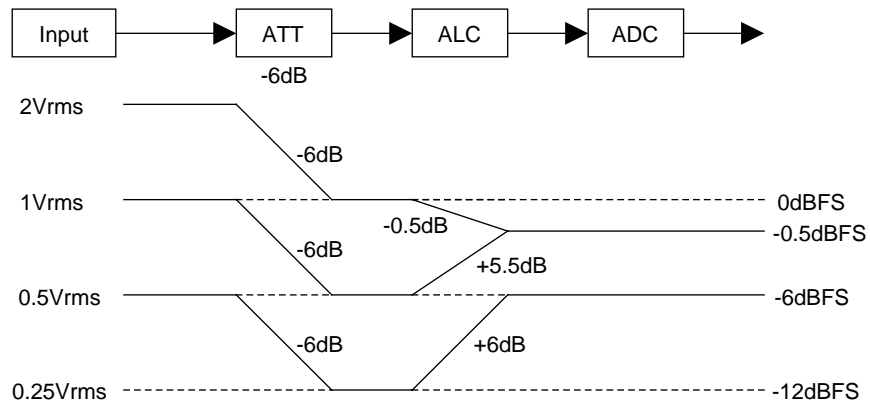 Input ATT ALC ADC
-6dB
2Vrms
-6dB
1Vrms 0dBFS
-0.5dB -0.5dBFS
-6dB
+5.5dB
0.5Vrms -6dBFS
-6dB +6dB
0.25Vrms -12dBFS